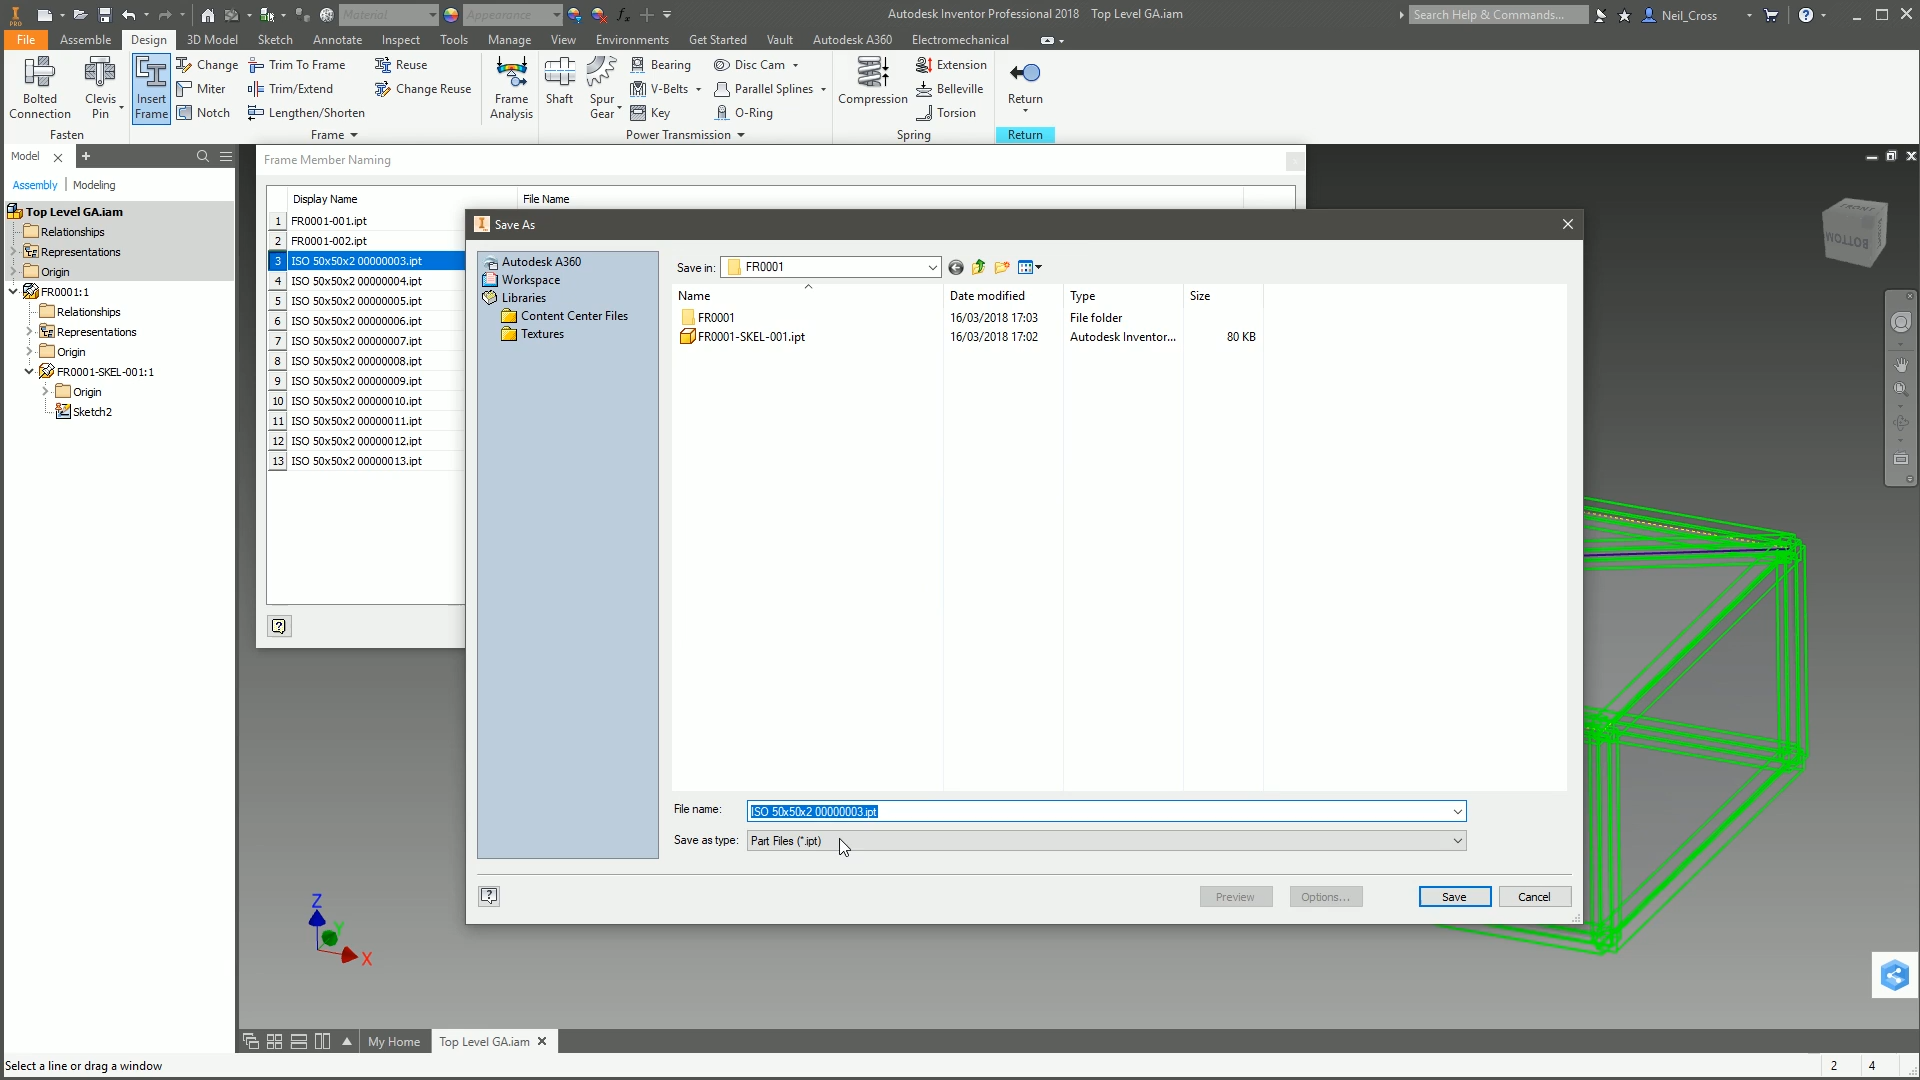 Material
Appearance
Autodesk Inventor Professional 2018 Top Level GA.iam
Search Help & Commands...
Neil_Cross
File
Assemble
Design
3D Model
Sketch
Annotate
Inspect
Tools
Manage
View
Environments
Get Started
Vault
Autodesk A360
Electromechanical
Bolted Connection
Clevis Pin
Fasten
Insert Frame
Change
Miter
Notch
Trim To Frame
Trim/Extend
Lengthen/Shorten
Reuse
Change Reuse
Frame
Frame Analysis
Shaft
Spur Gear
Bearing
V-Belts
Key
Disc Cam
Parallel Splines
O-Ring
Power Transmission
Compression
Extension
Belleville
Torsion
Spring
Return
Return
Model
Assembly
Modeling
Top Level GA.iam
Relationships
Representations
Origin
FR0001:1
Relationships
Representations
Origin
FR0001-SKEL-001:1
Origin
Sketch2
Frame Member Naming
Display Name
File Name
1 FR0001-001.ipt
2 FR0001-002.ipt
3 ISO 50x50x2 00000003.ipt
4 ISO 50x50x2 00000004.ipt
5 ISO 50x50x2 00000005.ipt
6 ISO 50x50x2 00000006.ipt
7 ISO 50x50x2 00000007.ipt
8 ISO 50x50x2 00000008.ipt
9 ISO 50x50x2 00000009.ipt
10 ISO 50x50x2 00000010.ipt
11 ISO 50x50x2 00000011.ipt
12 ISO 50x50x2 00000012.ipt
13 ISO 50x50x2 00000013.ipt
Save As
Autodesk A360
Workspace
Libraries
Content Center Files
Textures
Save in: FR0001
Name
Date modified
Type
Size
FR0001 16/03/2018 17:03 File folder
FR0001-SKEL-001.ipt 16/03/2018 17:02 Autodesk Inventor... 80 KB
File name: ISO 50x50x2 00000003.ipt
Save as type: Part Files (*.ipt)
Preview
Options...
Save
Cancel
FRONT
BOTTOM
Z
Y
X
My Home
Top Level GA.iam
Select a line or drag a window
2
4